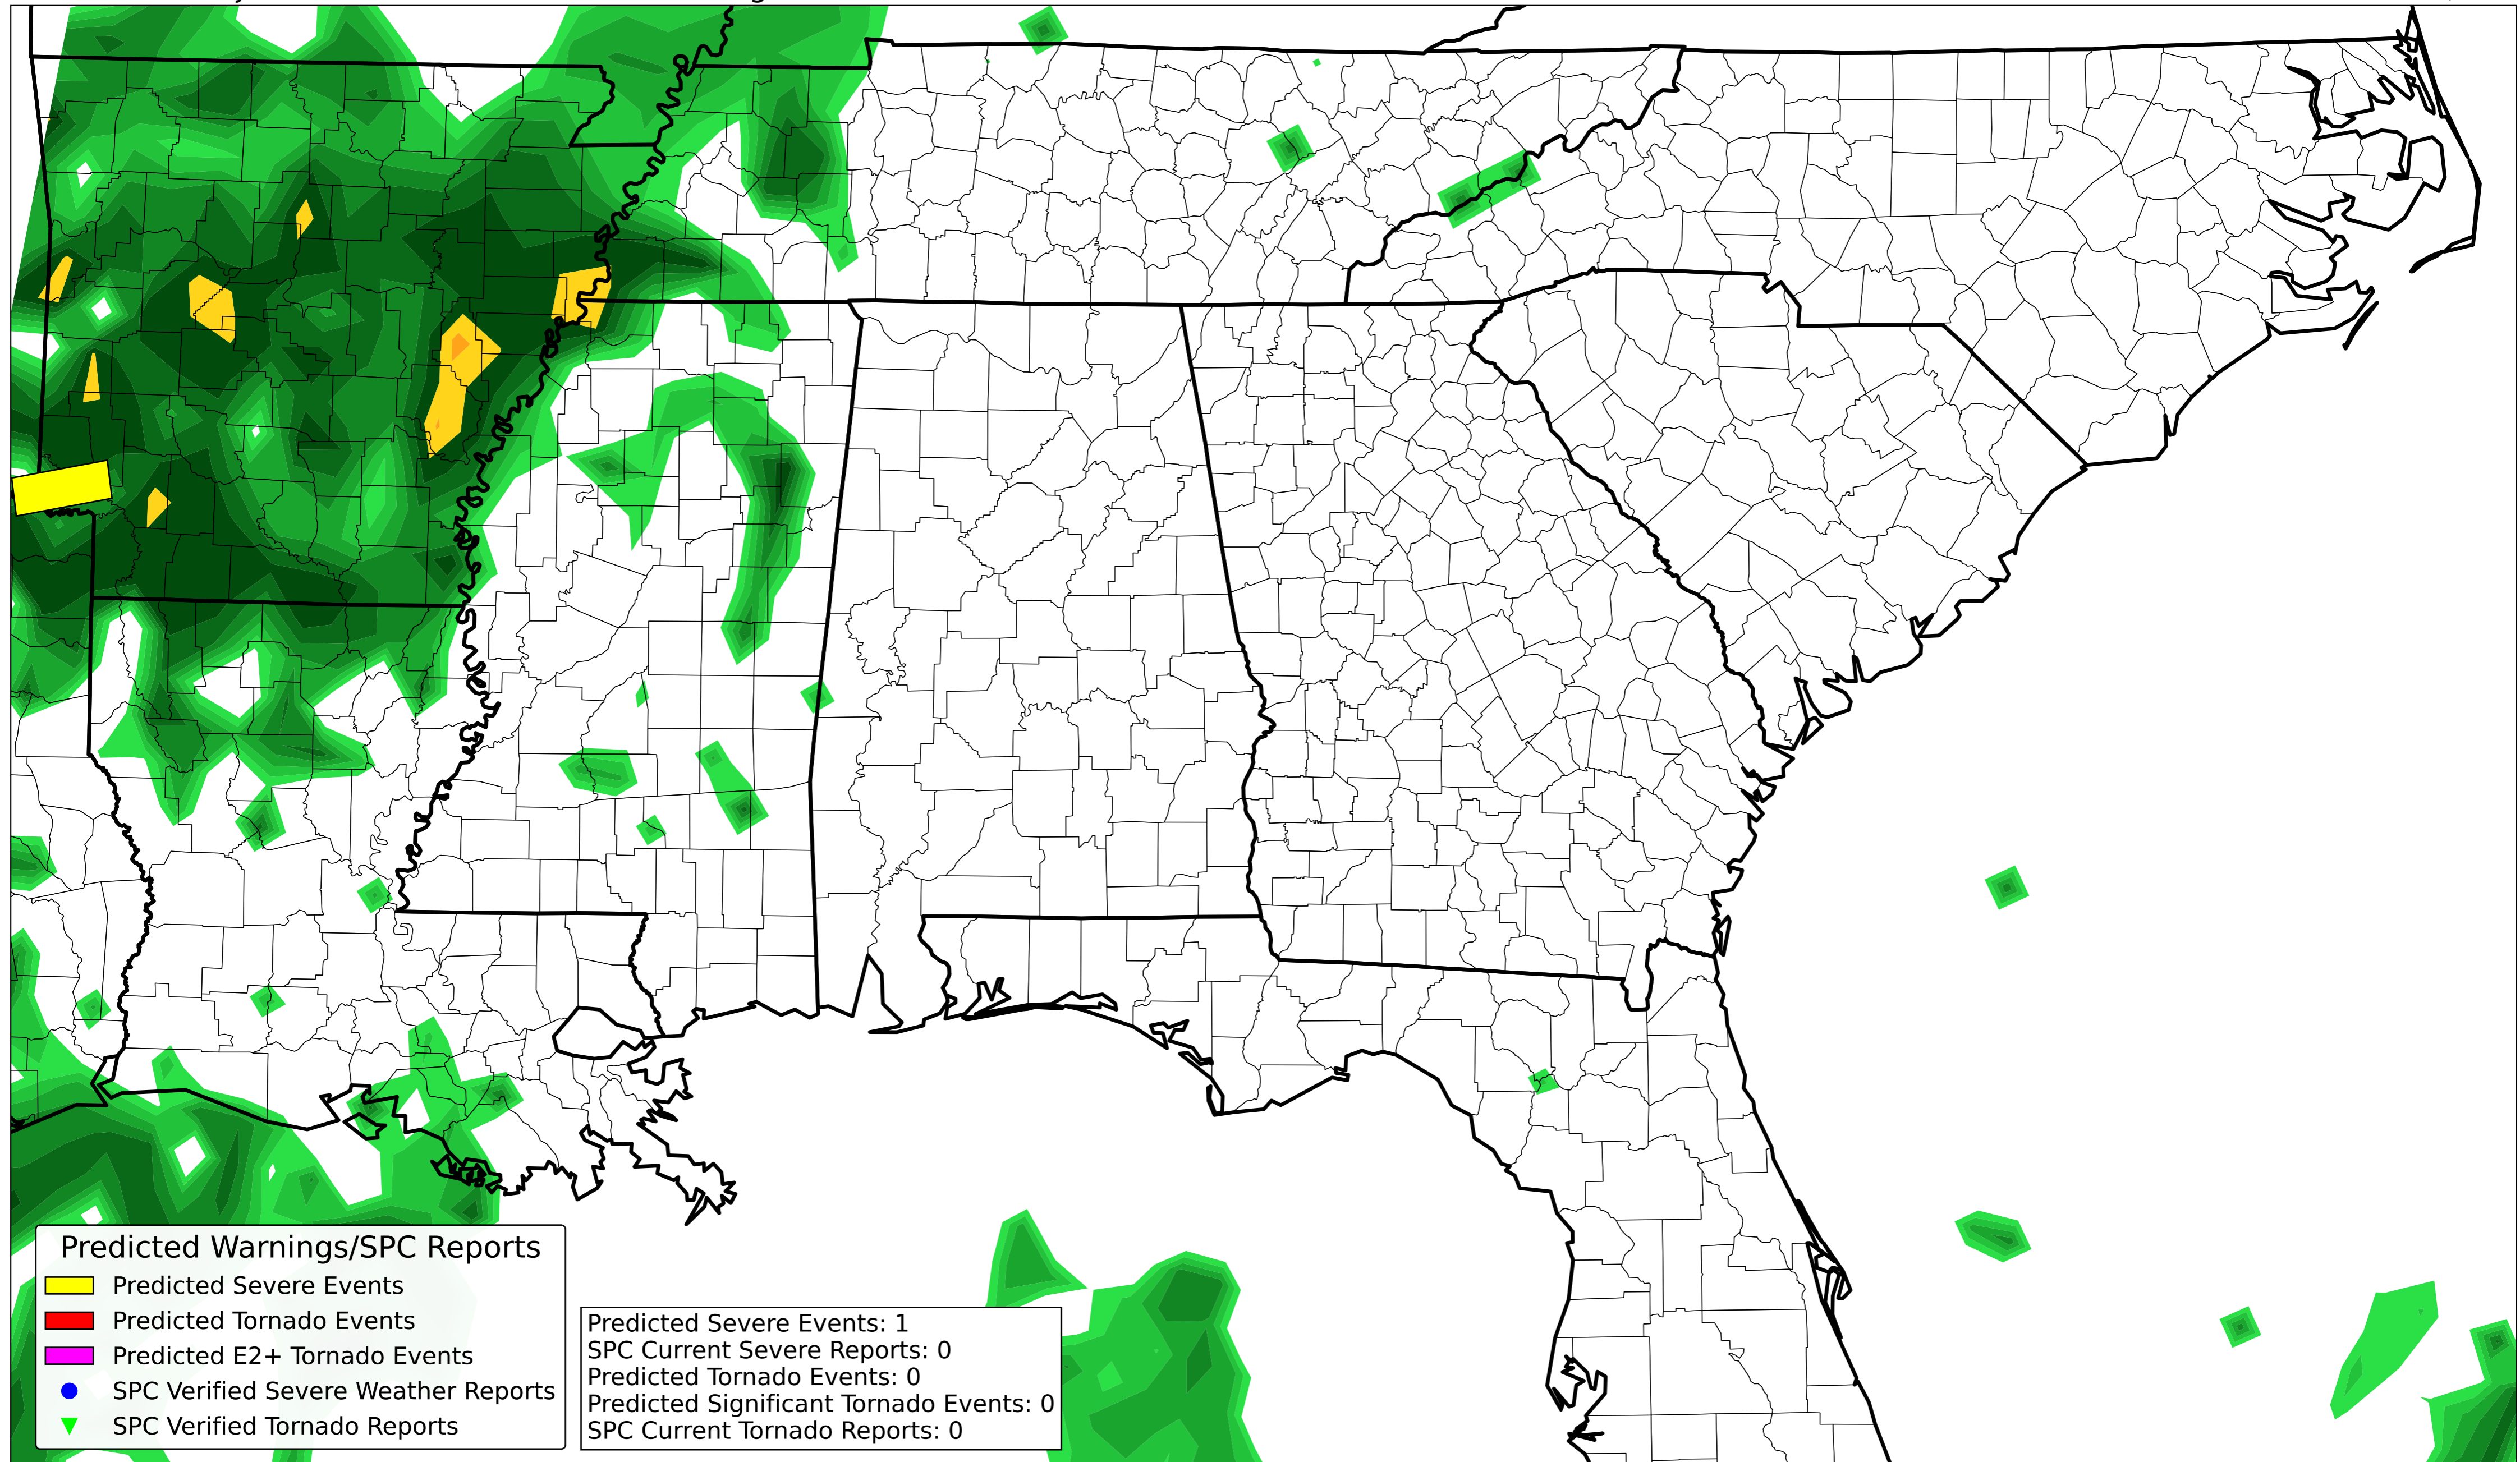 Predicted Warnings/SPC Reports
Predicted Severe Events
Predicted Tornado Events
Predicted E2+ Tornado Events
SPC Verified Severe Weather Reports
SPC Verified Tornado Reports
Predicted Severe Events: 1
SPC Current Severe Reports: 0
Predicted Tornado Events: 0
Predicted Significant Tornado Events: 0
SPC Current Tornado Reports: 0